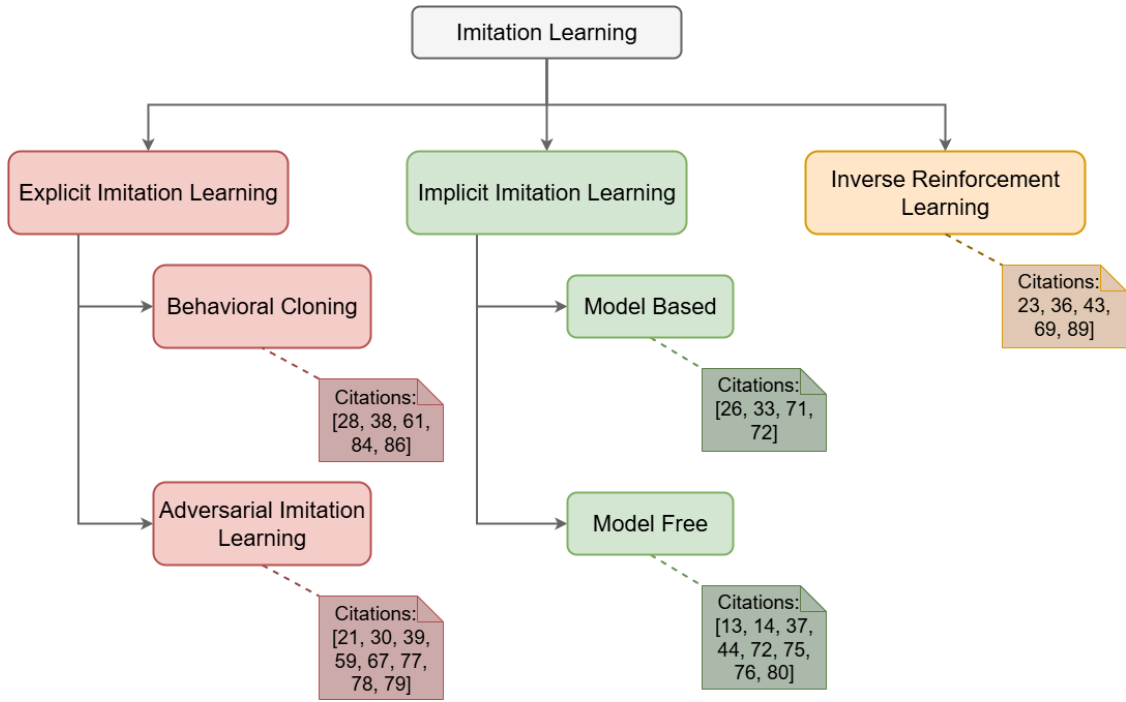 Imitation Learning
Explicit Imitation Learning
Implicit Imitation Learning
Inverse Reinforcement
Learning
Citations:
23, 36, 43,
69, 89]
Behavioral Cloning
Model Based
Citations:
[28, 38, 61,
84, 86]
Citations:
[26, 33, 71,
72]
Adversarial Imitation
Learning
Model Free
Citations:
[21, 30, 39,
59, 67, 77,
78, 79]
Citations:
[13, 14, 37,
44, 72, 75,
76, 80]